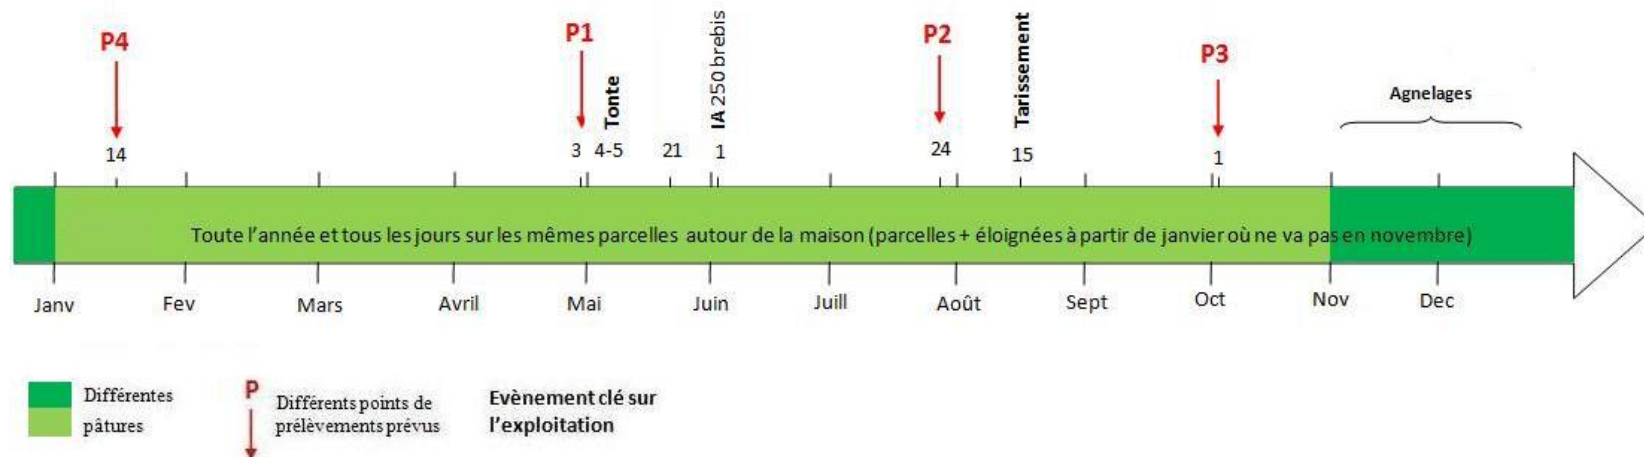 P4
P1
Tonte
IA 250 brebis
P2
Tarissement
P3
Agnelages
14
3
4-5
21
1
24
15
1
Toute l'année et tous les jours sur les mêmes parcelles autour de la maison (parcelles + éloignées à partir de janvier où ne va pas en novembre)
Janv
Fev
Mars
Avril
Mai
Juin
Juill
Août
Sept
Oct
Nov
Dec
Différentes
pâtures
P
Différents points de
prélèvements prévus
Evènement clé sur
l'exploitation